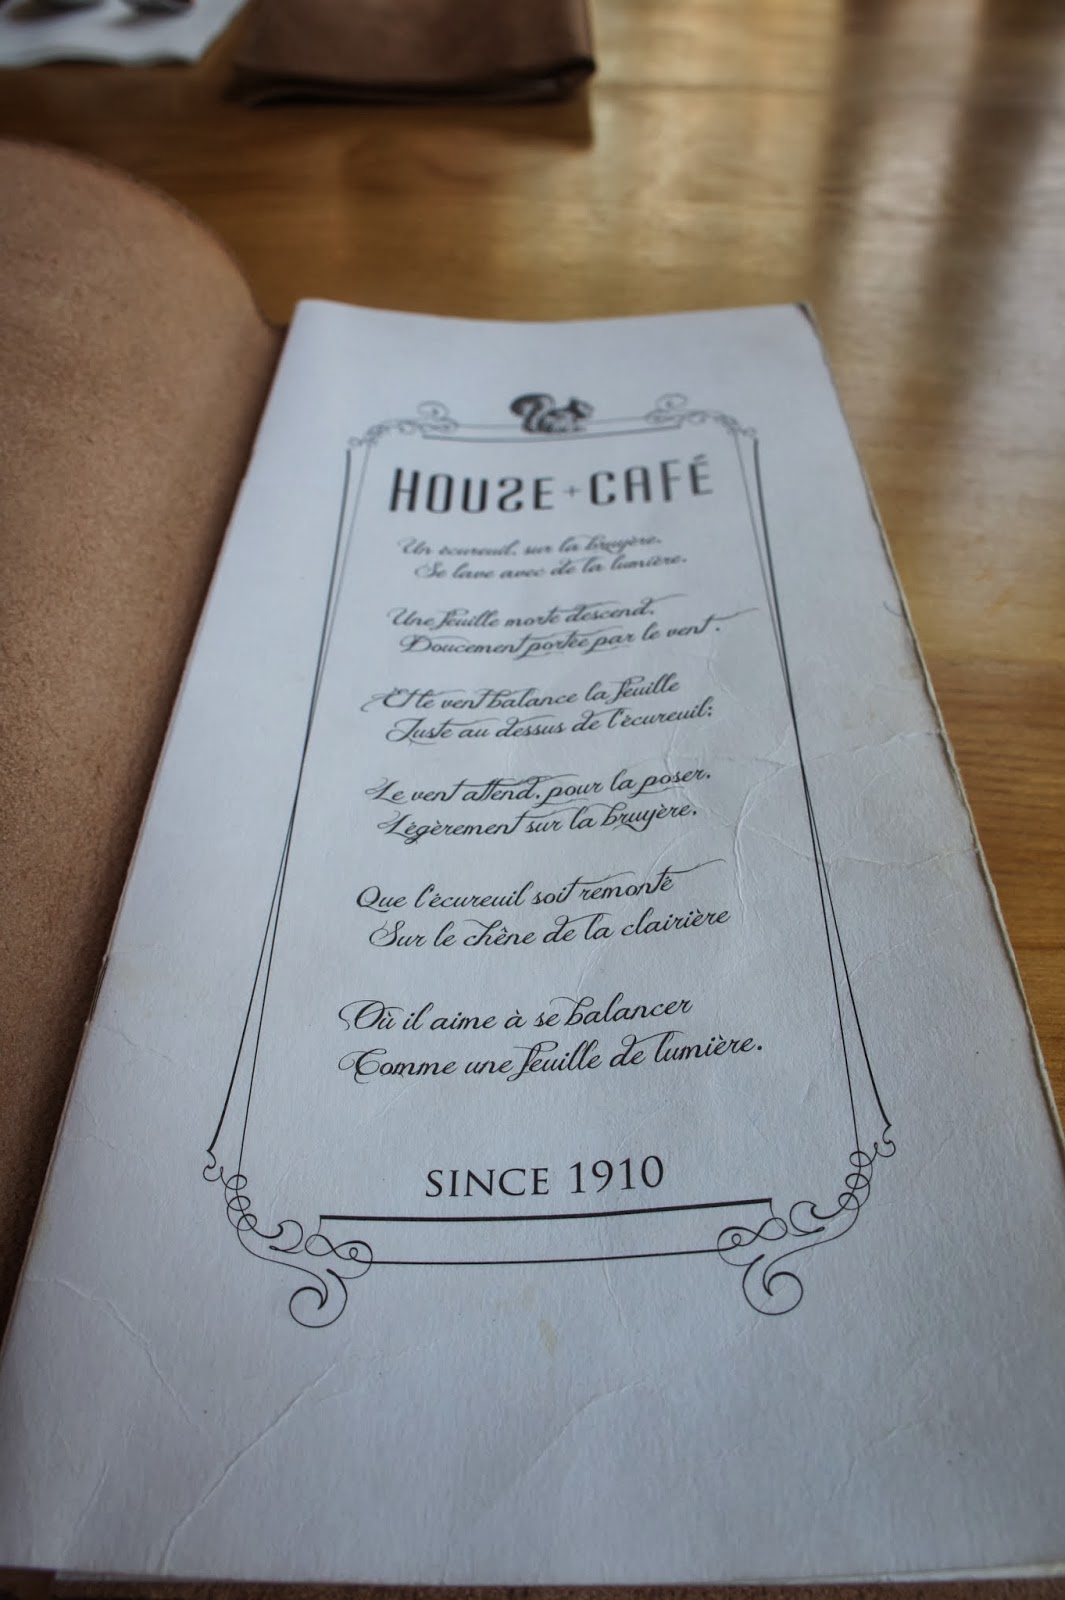 HOUSE + CAFÉ
Un écureuil, sur la bruyère,
Se lave avec de la lumière.
Une feuille morte descend,
Doucement portée par le vent.
Et le vent balance la feuille
Juste au dessus de l'écureuil;
Le vent attend, pour la poser,
Légèrement sur la bruyère,
Que l'écureuil soit remonté
Sur le chêne de la clairière
Où il aime à se balancer
Comme une feuille de lumière.
SINCE 1910